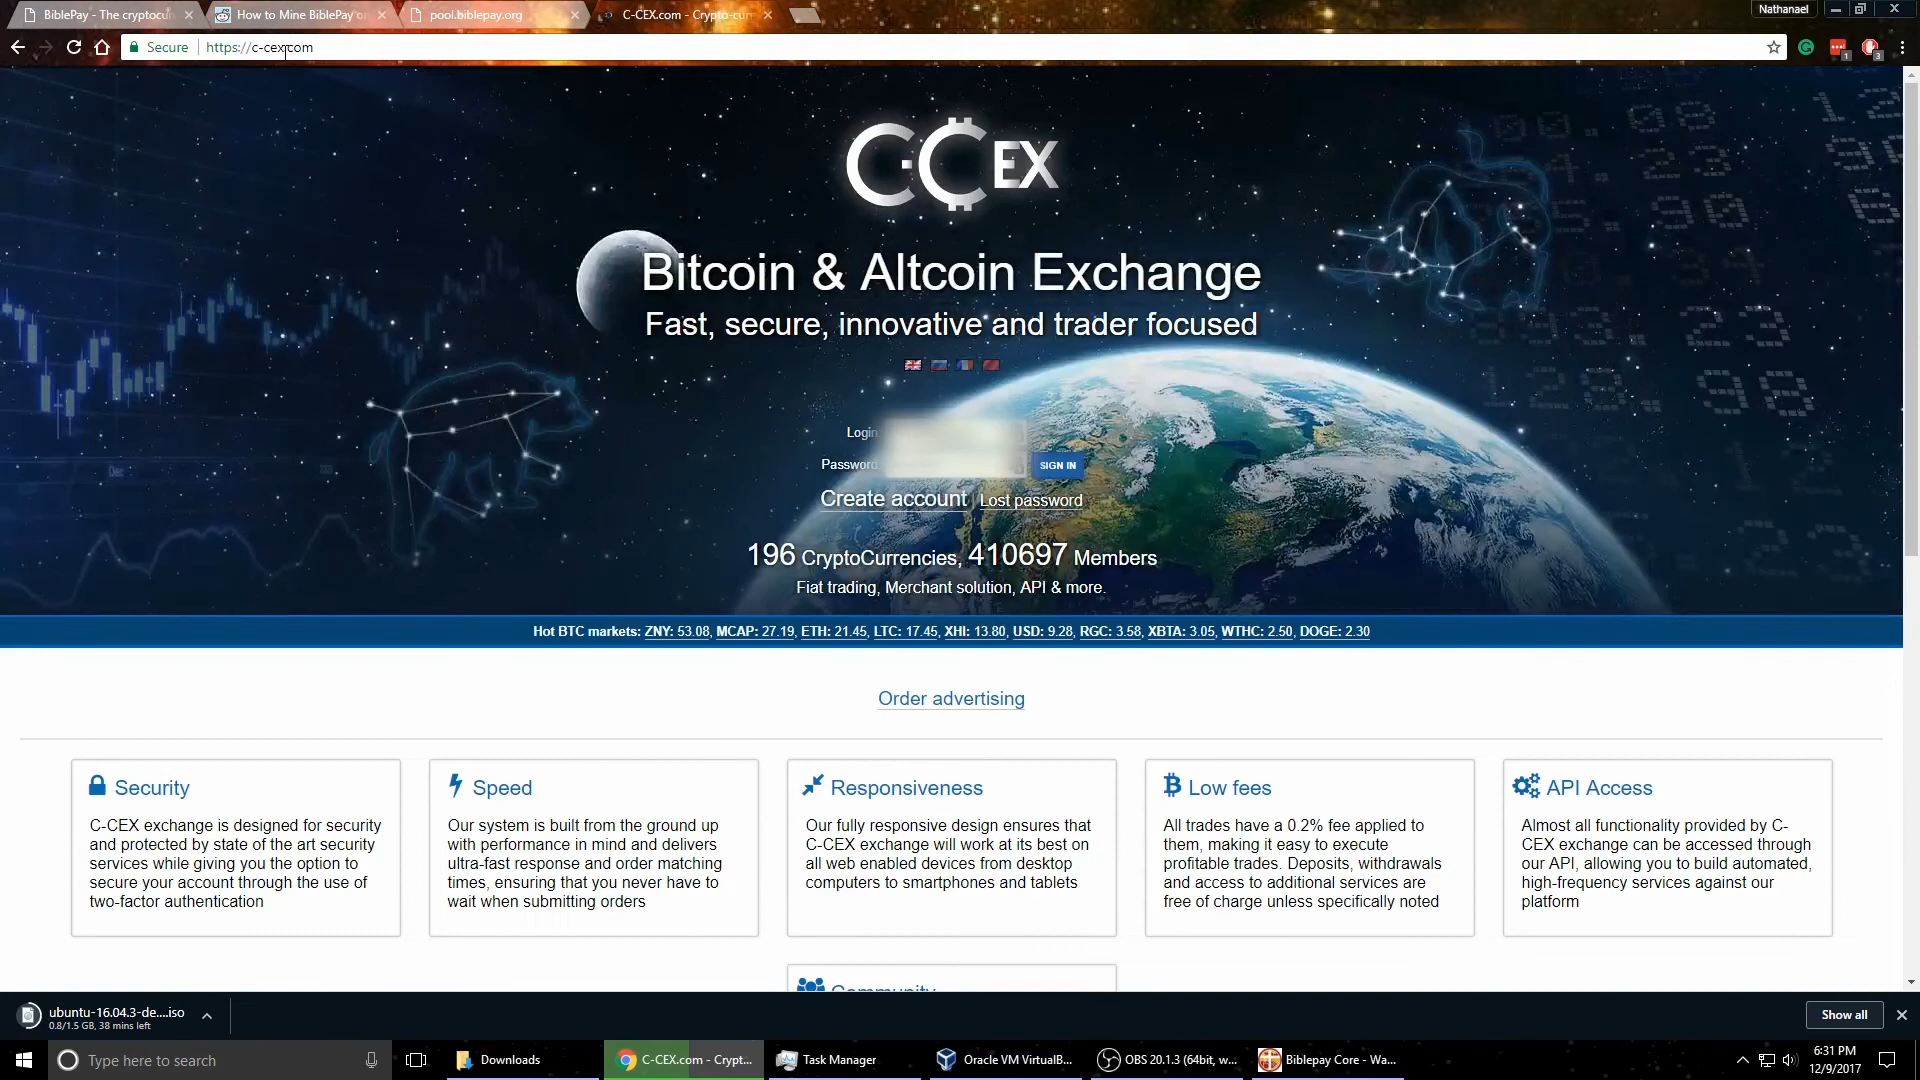 BiblePay - The cryptocur
How to Mine BiblePay on
pool.biblepay.org
C-CEX.com - Crypto-curr
Nathanael
Secure
https://c-cex.com
1
3
C-CEX
Bitcoin & Altcoin Exchange
Fast, secure, innovative and trader focused
Login
Password
SIGN IN
Create account | Lost password
196 CryptoCurrencies, 410697 Members
Fiat trading, Merchant solution, API & more.
Hot BTC markets: ZNY: 53.08, MCAP: 27.19, ETH: 21.45, LTC: 17.45, XHI: 13.80, USD: 9.28, RGC: 3.58, XBTA: 3.05, WTHC: 2.50, DOGE: 2.30
Order advertising
Security
C-CEX exchange is designed for security
and protected by state of the art security
services while giving you the option to
secure your account through the use of
two-factor authentication
Speed
Our system is built from the ground up
with performance in mind and delivers
ultra-fast response and order matching
times, ensuring that you never have to
wait when submitting orders
Responsiveness
Our fully responsive design ensures that
C-CEX exchange will work at its best on
all web enabled devices from desktop
computers to smartphones and tablets
Low fees
All trades have a 0.2% fee applied to
them, making it easy to execute
profitable trades. Deposits, withdrawals
and access to additional services are
free of charge unless specifically noted
API Access
Almost all functionality provided by C-
CEX exchange can be accessed through
our API, allowing you to build automated,
high-frequency services against our
platform
Community
ubuntu-16.04.3-de....iso
0.8/1.5 GB, 38 mins left
Show all
Type here to search
Downloads
C-CEX.com - Crypt...
Task Manager
Oracle VM VirtualB...
OBS 20.1.3 (64bit, w...
Biblepay Core - Wa...
6:31 PM
12/9/2017